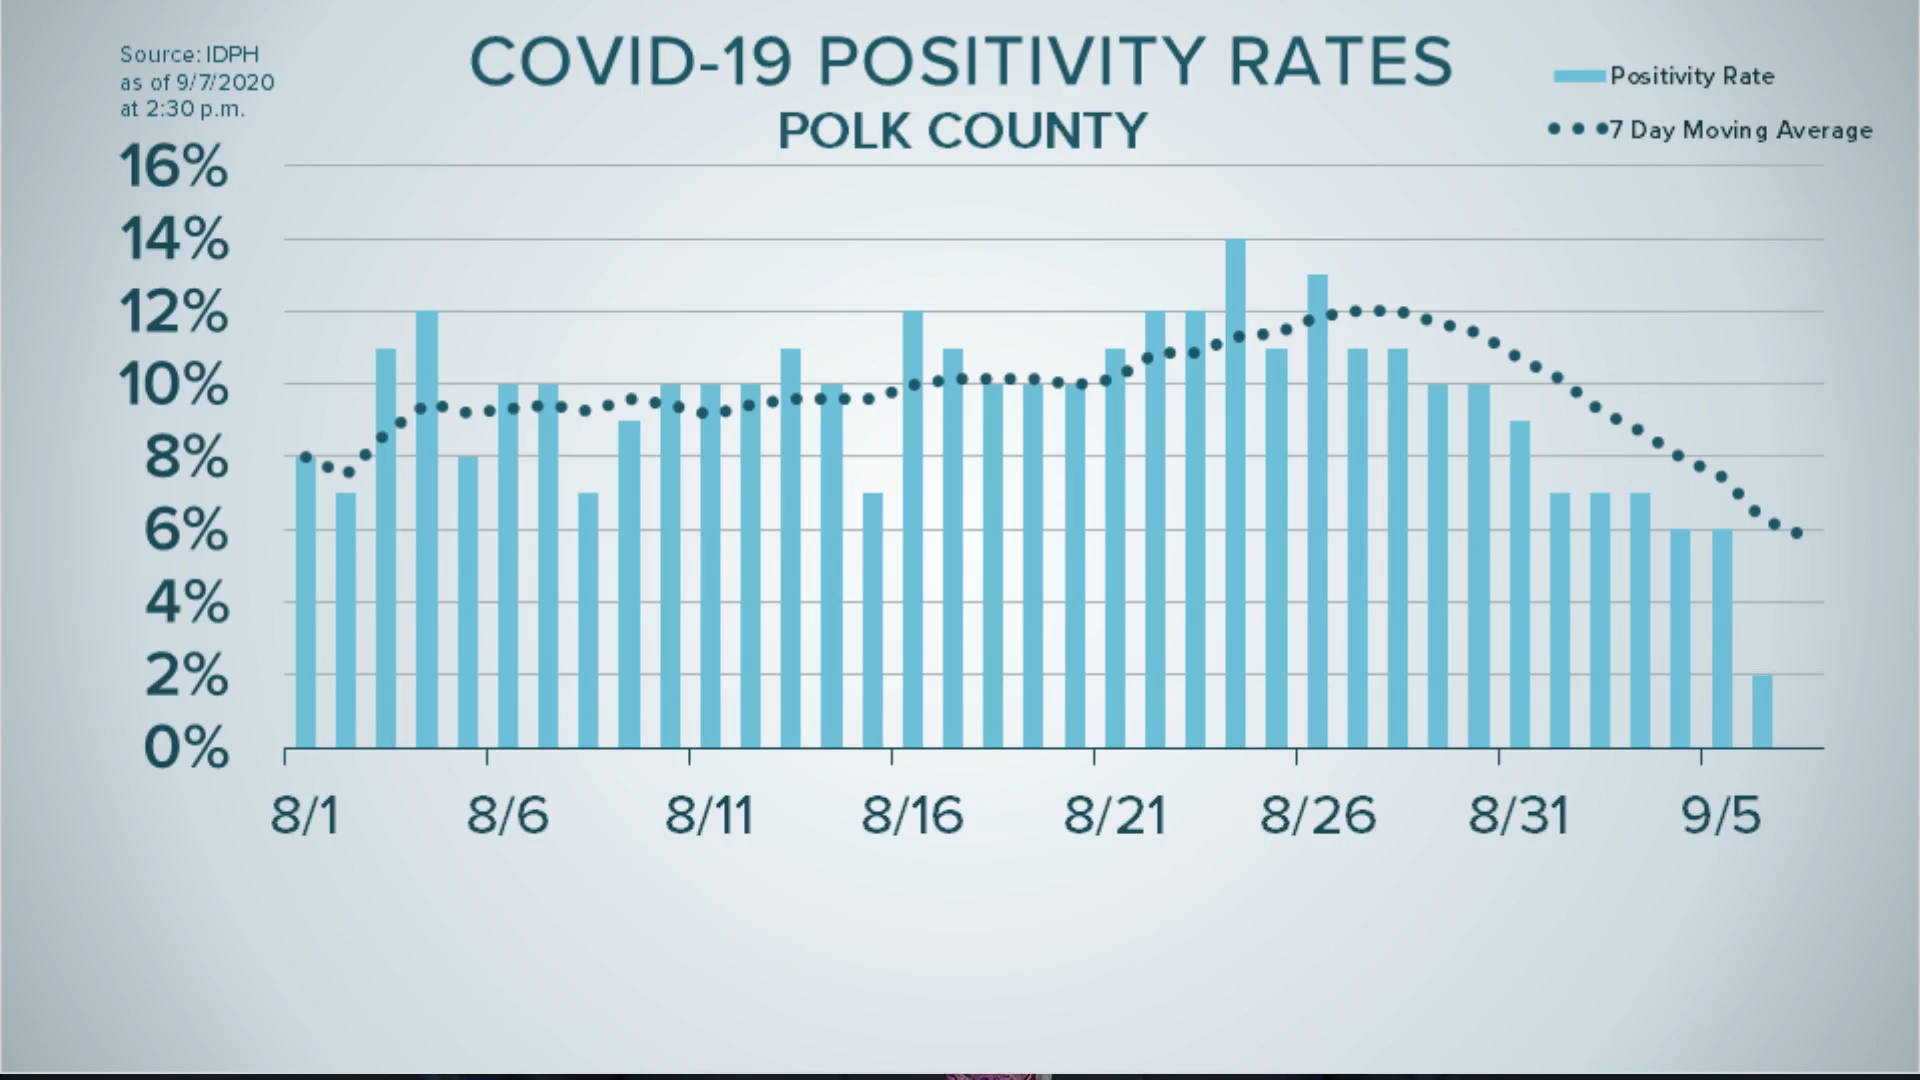 Source: IDPH
as of 9/7/2020
at 2:30 p.m.
COVID-19 POSITIVITY RATES
POLK COUNTY
Positivity Rate
7 Day Moving Average
16%
14%
12%
10%
8%
6%
4%
2%
0%
8/1 8/6 8/11 8/16 8/21 8/26 8/31 9/5